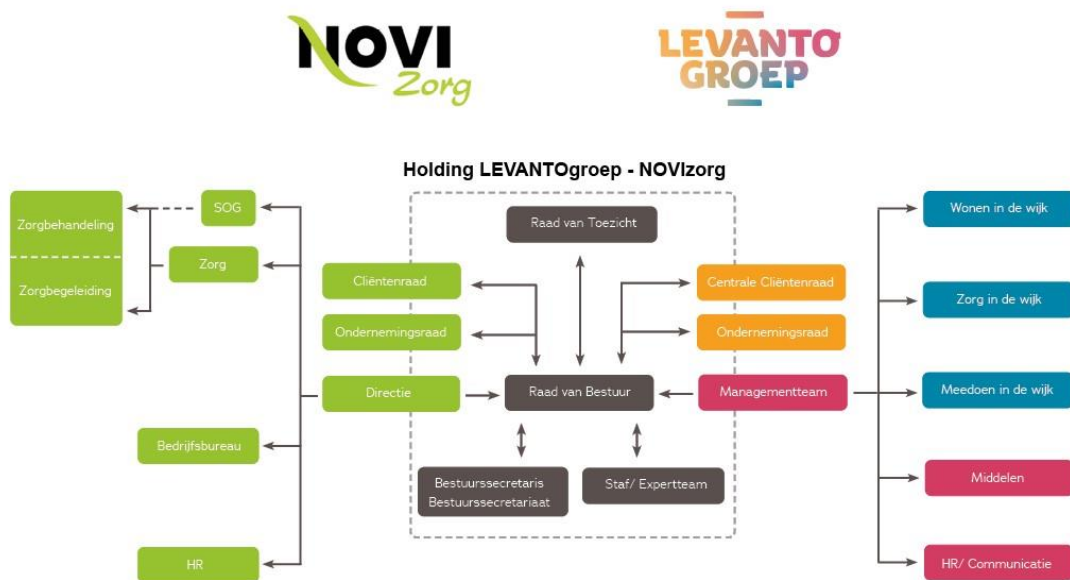 NOVI
Zorg
LEVANTO
GROEP
Holding LEVANTOgroep - NOVIzorg
Zorgbehandeling
Zorgbegeleiding
SOG
Zorg
Bedrijfsbureau
HR
Cliëntenraad
Ondernemingsraad
Directie
Raad van Toezicht
Raad van Bestuur
Bestuurssecretaris
Bestuurssecretariaat
Staf/ Expertteam
Centrale Cliëntenraad
Ondernemingsraad
Managementteam
Wonen in de wijk
Zorg in de wijk
Meedoen in de wijk
Middelen
HR/ Communicatie